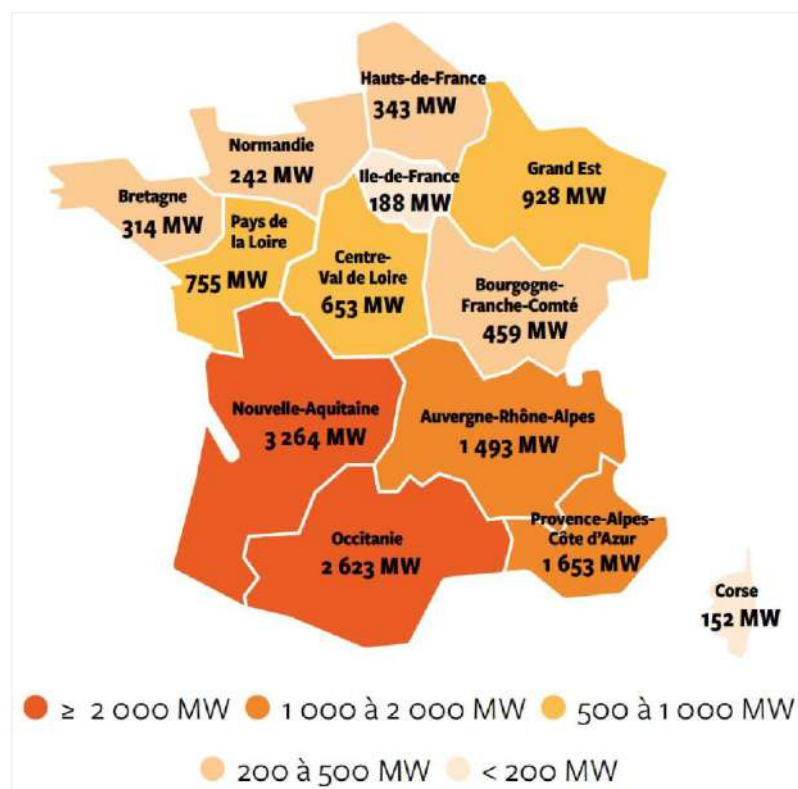 Hauts-de-France
343 MW
Normandie
242 MW
Ile-de-France
188 MW
Grand Est
928 MW
Bretagne
314 MW
Pays de
la Loire
755 MW
Centre-
Val de Loire
653 MW
Bourgogne-
Franche-Comté
459 MW
Nouvelle-Aquitaine
3 264 MW
Auvergne-Rhône-Alpes
1 493 MW
Occitanie
2 623 MW
Provence-Alpes-
Côte d'Azur
1 653 MW
Corse
152 MW
≥ 2 000 MW 1 000 à 2 000 MW 500 à 1 000 MW
200 à 500 MW < 200 MW